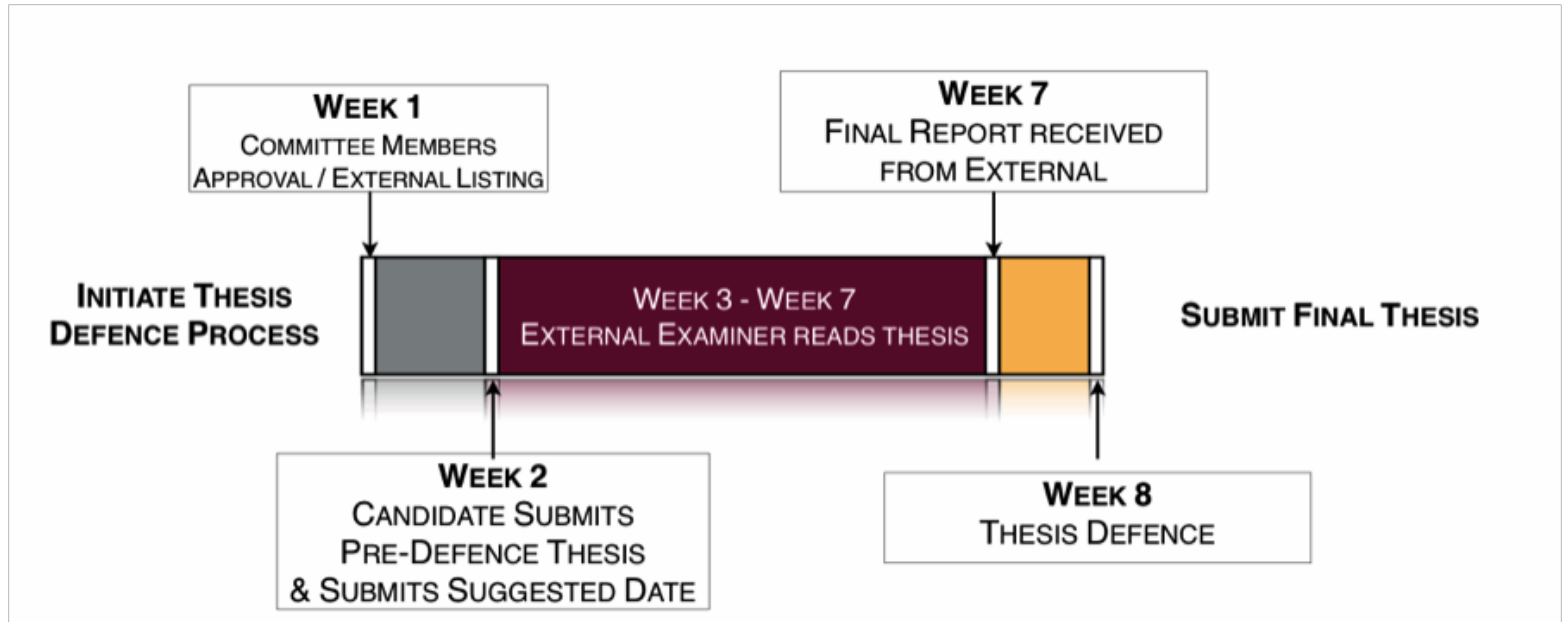 WEEK 1
COMMITTEE MEMBERS
APPROVAL / EXTERNAL LISTING
WEEK 7
FINAL REPORT RECEIVED
FROM EXTERNAL
INITIATE THESIS
DEFENCE PROCESS
WEEK 3 - WEEK 7
EXTERNAL EXAMINER READS THESIS
SUBMIT FINAL THESIS
WEEK 2
CANDIDATE SUBMITS
PRE-DEFENCE THESIS
& SUBMITS SUGGESTED DATE
WEEK 8
THESIS DEFENCE